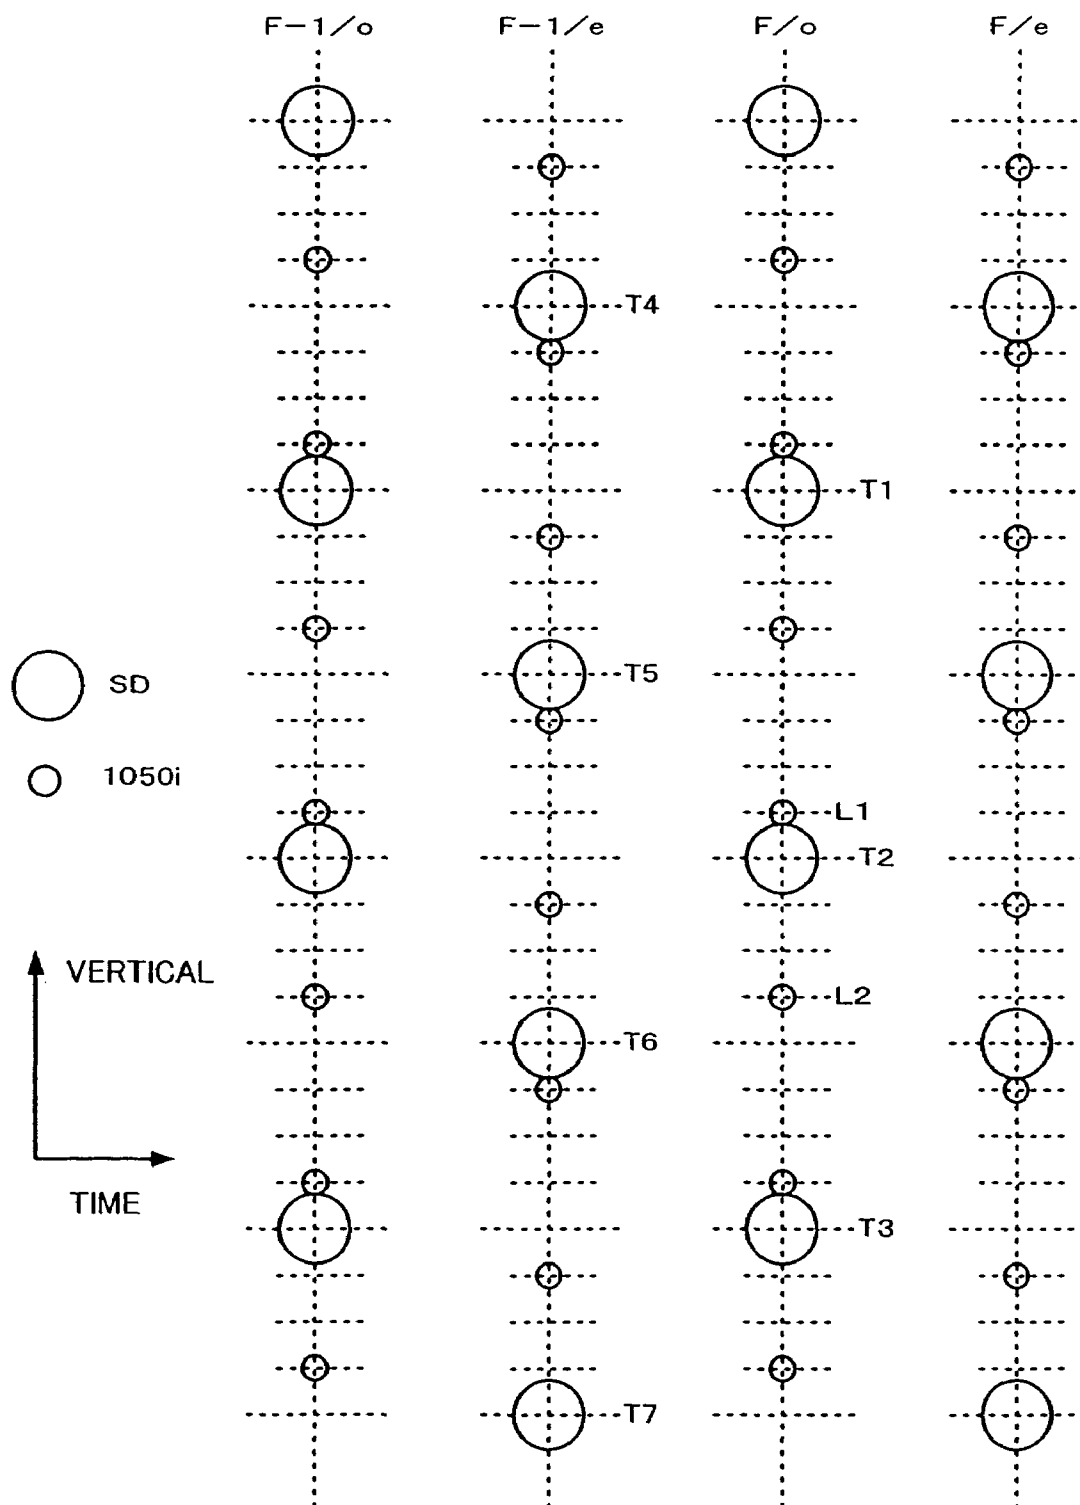 F-1/o F-1/e F/o F/e
T4
T1
T5
SD
1050i
L1
T2
VERTICAL
L2
T6
TIME
T3
T7